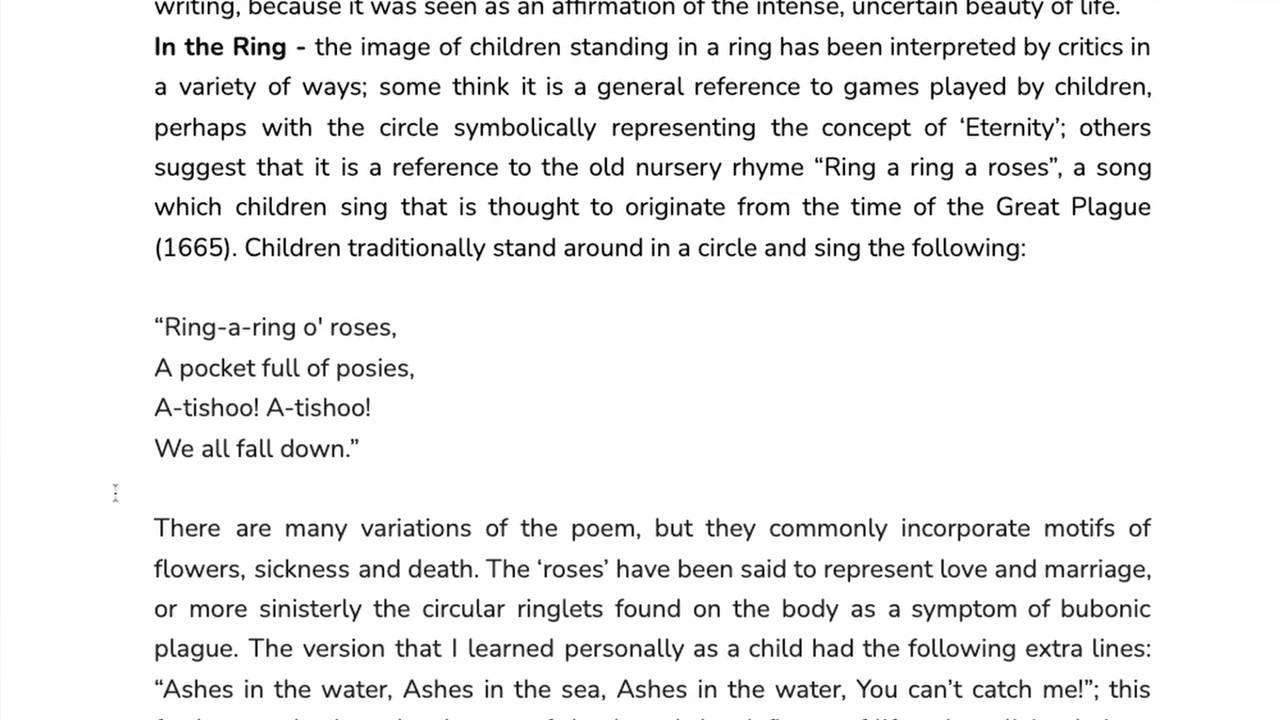 writing, because it was seen as an affirmation of the intense, uncertain beauty of life.
In the Ring - the image of children standing in a ring has been interpreted by critics in
a variety of ways; some think it is a general reference to games played by children,
perhaps with the circle symbolically representing the concept of ‘Eternity’; others
suggest that it is a reference to the old nursery rhyme “Ring a ring a roses”, a song
which children sing that is thought to originate from the time of the Great Plague
(1665). Children traditionally stand around in a circle and sing the following:
“Ring-a-ring o' roses,
A pocket full of posies,
A-tishoo! A-tishoo!
We all fall down.”
There are many variations of the poem, but they commonly incorporate motifs of
flowers, sickness and death. The ‘roses’ have been said to represent love and marriage,
or more sinisterly the circular ringlets found on the body as a symptom of bubonic
plague. The version that I learned personally as a child had the following extra lines:
“Ashes in the water, Ashes in the sea, Ashes in the water, You can’t catch me!”; this